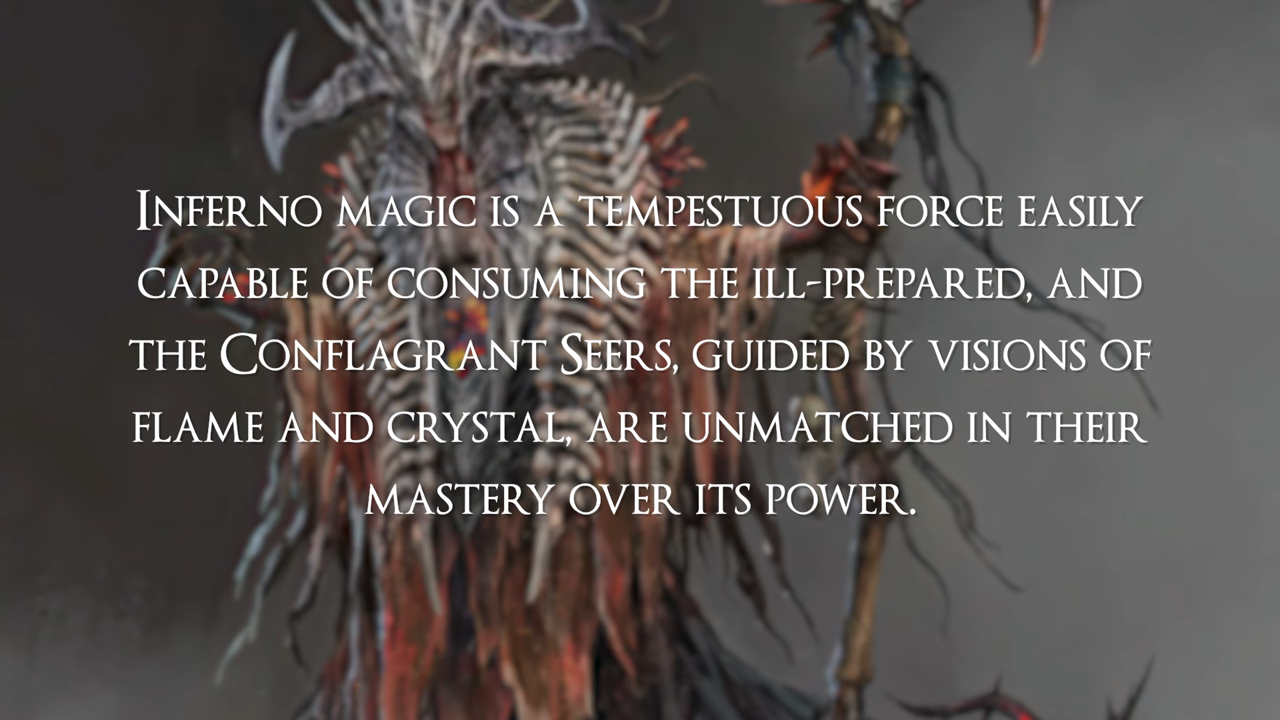 Inferno magic is a tempestuous force easily
capable of consuming the ill-prepared, and
the Conflagrant Seers, guided by visions of
flame and crystal, are unmatched in their
mastery over its power.